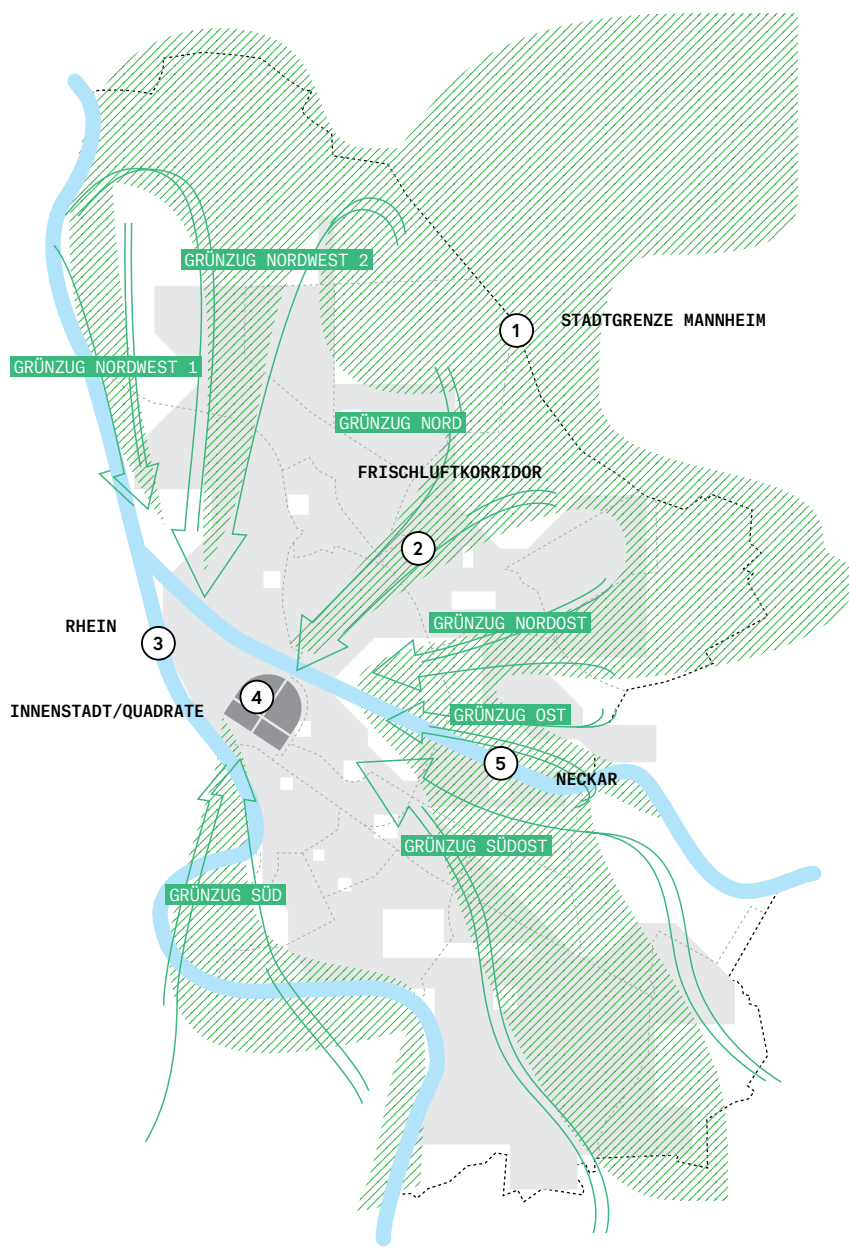 GRÜNZUG NORDWEST 2
1
STADTGRENZE MANNHEIM
GRÜNZUG NORDWEST 1
GRÜNZUG NORD
FRISCHLUFTKORRIDOR
2
GRÜNZUG NORDOST
RHEIN
3
4
INNENSTADT/QUADRATE
GRÜNZUG OST
5
NECKAR
GRÜNZUG SÜDOST
GRÜNZUG SÜD